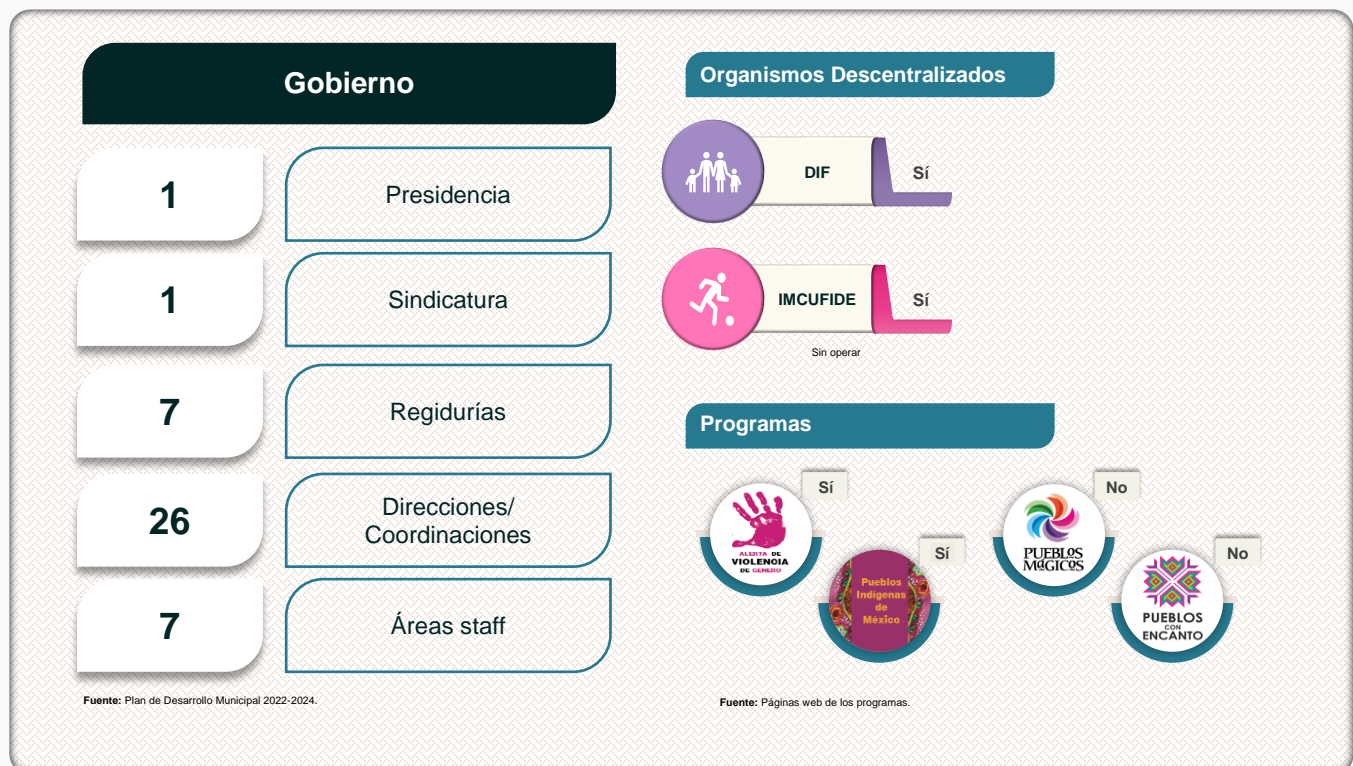 Gobierno
1
Presidencia
1
Sindicatura
7
Regidurías
26
Direcciones/
Coordinaciones
7
Áreas staff
Fuente: Plan de Desarrollo Municipal 2022-2024.
Organismos Descentralizados
DIF
Sí
IMCUFIDE
Sí
Sin operar
Programas
Sí
ALERTA DE
VIOLENCIA
DE GÉNERO
Sí
Pueblos
Indígenas
de
México
No
PUEBLOS
MÁGICOS
No
PUEBLOS
CON
ENCANTO
Fuente: Páginas web de los programas.